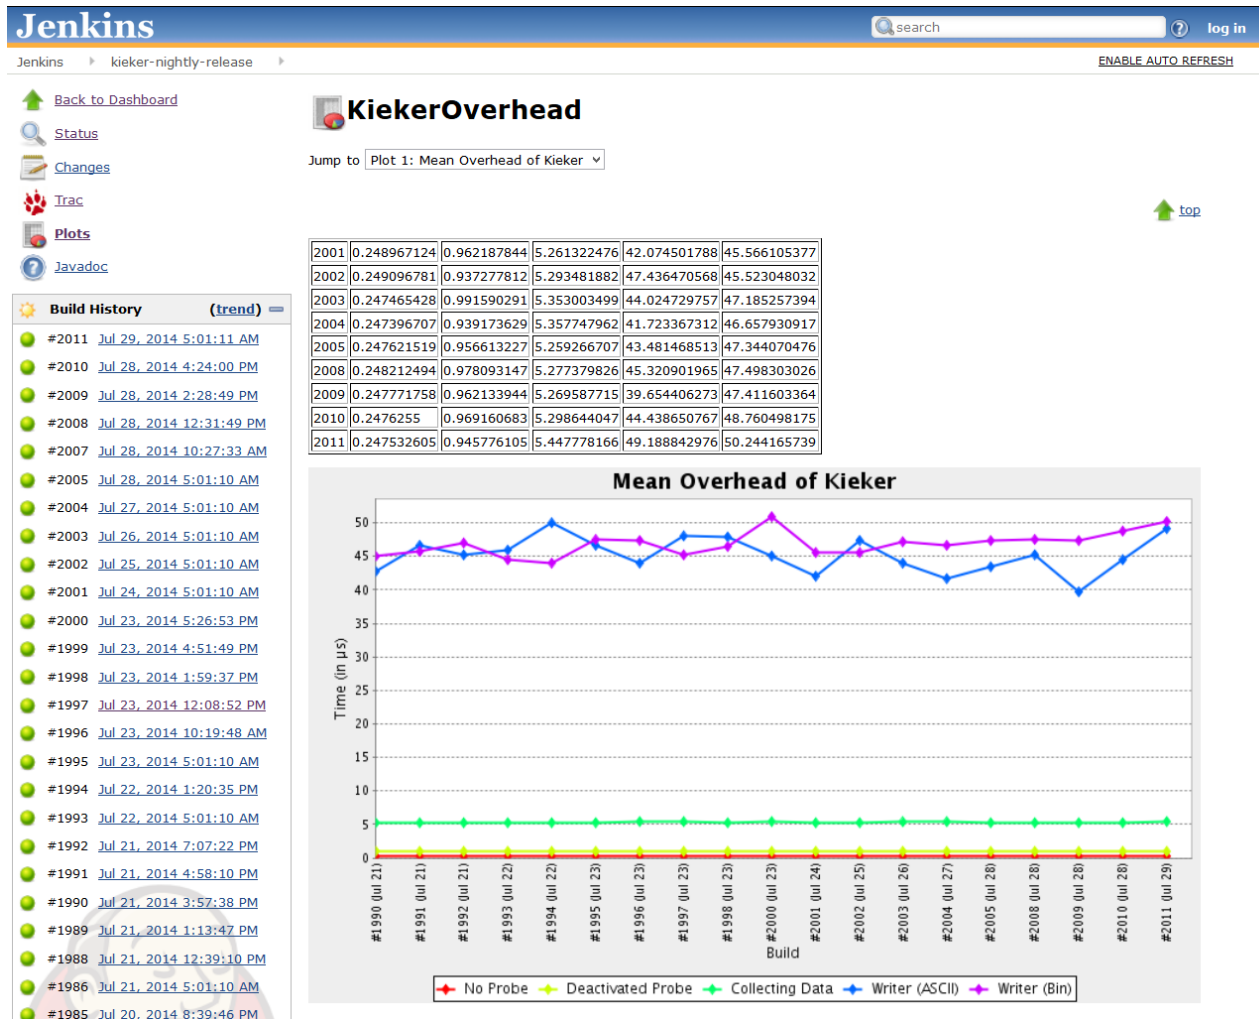 Jenkins
search
log in
Jenkins kieker-nightly-release
ENABLE AUTO REFRESH
Back to Dashboard
Status
Changes
Trac
Plots
Javadoc
Build History (trend)
#2011 Jul 29, 2014 5:01:11 AM
#2010 Jul 28, 2014 4:24:00 PM
#2009 Jul 28, 2014 2:28:49 PM
#2008 Jul 28, 2014 12:31:49 PM
#2007 Jul 28, 2014 10:27:33 AM
#2005 Jul 28, 2014 5:01:10 AM
#2004 Jul 27, 2014 5:01:10 AM
#2003 Jul 26, 2014 5:01:10 AM
#2002 Jul 25, 2014 5:01:10 AM
#2001 Jul 24, 2014 5:01:10 AM
#2000 Jul 23, 2014 5:26:53 PM
#1999 Jul 23, 2014 4:51:49 PM
#1998 Jul 23, 2014 1:59:37 PM
#1997 Jul 23, 2014 12:08:52 PM
#1996 Jul 23, 2014 10:19:48 AM
#1995 Jul 23, 2014 5:01:10 AM
#1994 Jul 22, 2014 1:20:35 PM
#1993 Jul 22, 2014 5:01:10 AM
#1992 Jul 21, 2014 7:07:22 PM
#1991 Jul 21, 2014 4:58:10 PM
#1990 Jul 21, 2014 3:57:38 PM
#1989 Jul 21, 2014 1:13:47 PM
#1988 Jul 21, 2014 12:39:10 PM
#1986 Jul 21, 2014 5:01:10 AM
#1985 Jul 20, 2014 8:39:46 PM
KiekerOverhead
Jump to Plot 1: Mean Overhead of Kieker
top
2001 0.248967124 0.962187844 5.261322476 42.074501788 45.566105377
2002 0.249096781 0.937277812 5.293481882 47.436470568 45.523048032
2003 0.247465428 0.991590291 5.353003499 44.024729757 47.185257394
2004 0.247396707 0.939173629 5.357747962 41.723367312 46.657930917
2005 0.247621519 0.956613227 5.259266707 43.481468513 47.344070476
2008 0.248212494 0.978093147 5.277379826 45.320901965 47.498303026
2009 0.247771758 0.962133944 5.269587715 39.654406273 47.411603364
2010 0.2476255 0.969160683 5.298644047 44.438650767 48.760498175
2011 0.247532605 0.945776105 5.447778166 49.188842976 50.244165739
Mean Overhead of Kieker
Time (in µs)
50
45
40
35
30
25
20
15
10
5
0
#1990 (Jul 21)
#1991 (Jul 21)
#1992 (Jul 21)
#1993 (Jul 22)
#1994 (Jul 22)
#1995 (Jul 23)
#1996 (Jul 23)
#1997 (Jul 23)
#1998 (Jul 23)
#2000 (Jul 23)
#2001 (Jul 24)
#2002 (Jul 25)
#2003 (Jul 26)
#2004 (Jul 27)
#2005 (Jul 28)
#2008 (Jul 28)
#2009 (Jul 28)
#2010 (Jul 28)
#2011 (Jul 29)
Build
No Probe Deactivated Probe Collecting Data Writer (ASCII) Writer (Bin)